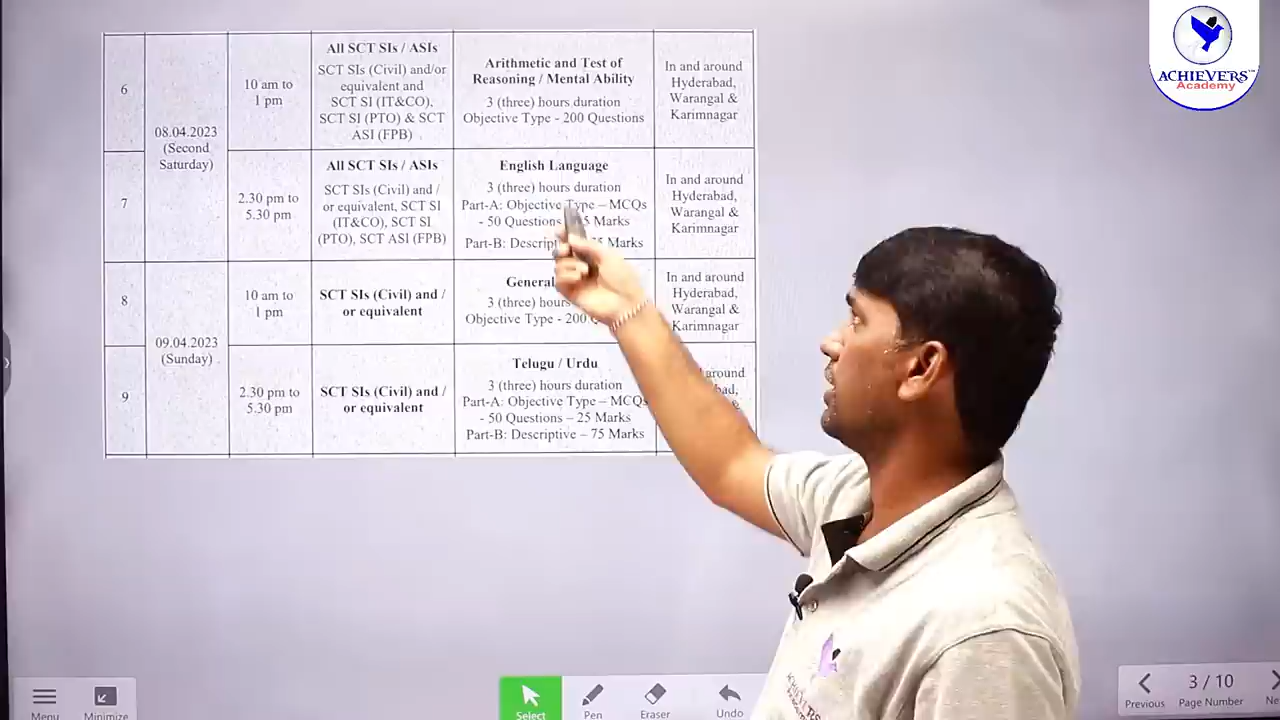 ACHIEVERS™
Academy
6
08.04.2023
(Second
Saturday)
10 am to
1 pm
All SCT SIs / ASIs
SCT SIs (Civil) and/or
equivalent and
SCT SI (IT&CO),
SCT SI (PTO) & SCT
ASI (FPB)
Arithmetic and Test of
Reasoning / Mental Ability
3 (three) hours duration
Objective Type - 200 Questions
In and around
Hyderabad,
Warangal &
Karimnagar
7
2.30 pm to
5.30 pm
All SCT SIs / ASIs
SCT SIs (Civil) and /
or equivalent, SCT SI
(IT&CO), SCT SI
(PTO), SCT ASI (FPB)
English Language
3 (three) hours duration
Part-A: Objective Type – MCQs
- 50 Questions 5 Marks
Part-B: Marks
In and around
Hyderabad,
Warangal &
Karimnagar
8
09.04.2023
(Sunday)
10 am to
1 pm
SCT SIs (Civil) and /
or equivalent
General
3 (three) hours
Objective Type - 200
In and around
Hyderabad,
Warangal &
Karimnagar
9
2.30 pm to
5.30 pm
SCT SIs (Civil) and /
or equivalent
Telugu / Urdu
3 (three) hours duration
Part-A: Objective Type – MCQs
- 50 Questions – 25 Marks
Part-B: Descriptive – 75 Marks
around
&
Menu
Minimize
Select
Pen
Eraser
Undo
Previous
3 / 10
Page Number